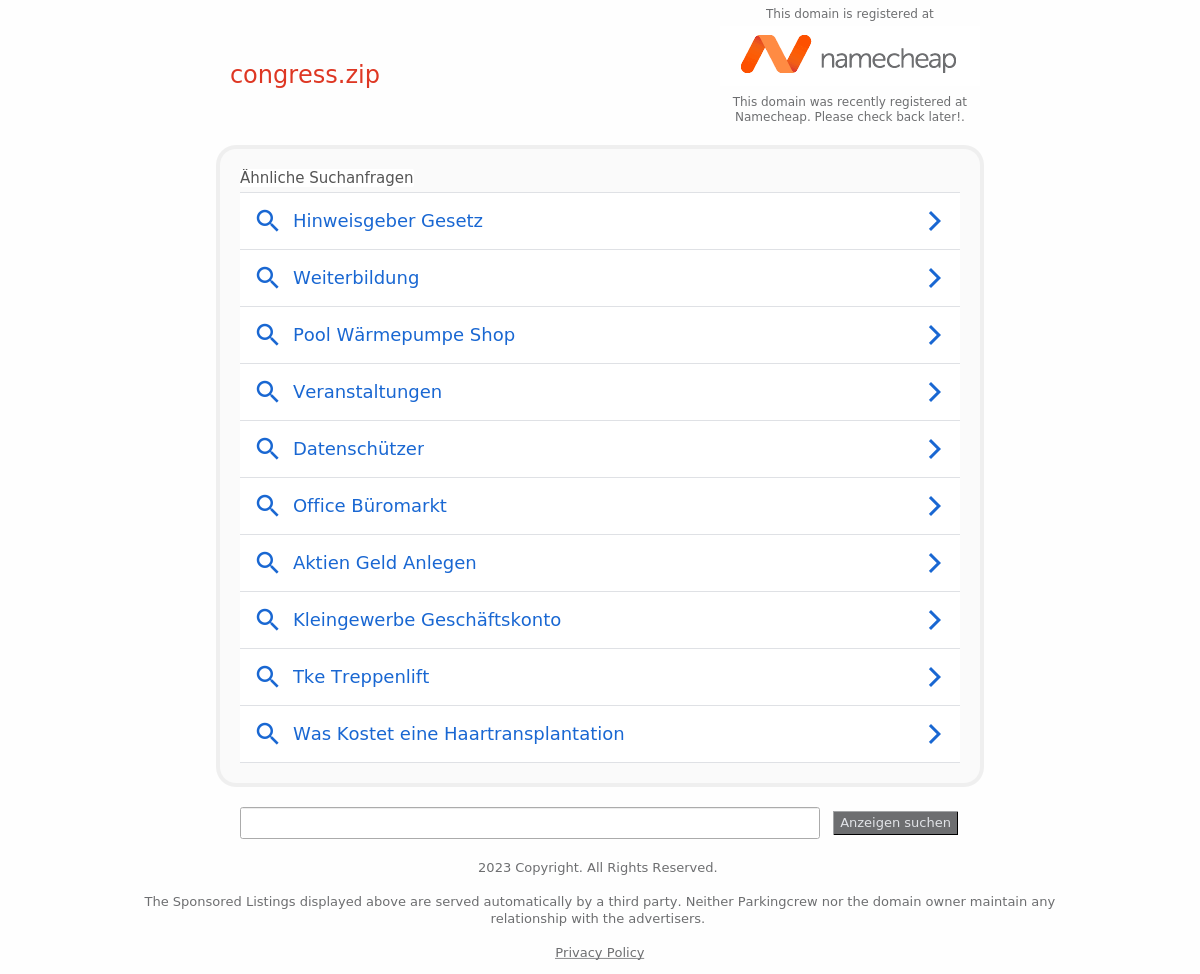 This domain is registered at
namecheap
congress.zip
This domain was recently registered at
Namecheap. Please check back later!.
Ähnliche Suchanfragen
Hinweisgeber Gesetz
Weiterbildung
Pool Wärmepumpe Shop
Veranstaltungen
Datenschützer
Office Büromarkt
Aktien Geld Anlegen
Kleingewerbe Geschäftskonto
Tke Treppenlift
Was Kostet eine Haartransplantation
Anzeigen suchen
2023 Copyright. All Rights Reserved.
The Sponsored Listings displayed above are served automatically by a third party. Neither Parkingcrew nor the domain owner maintain any
relationship with the advertisers.
Privacy Policy